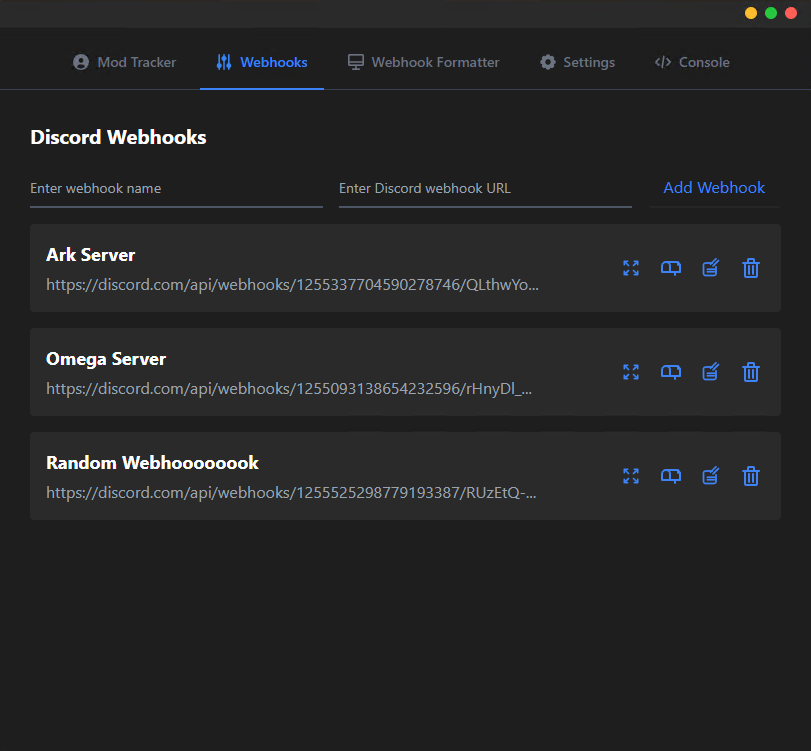 Mod Tracker Webhooks Webhook Formatter Settings Console
Discord Webhooks
Enter webhook name Enter Discord webhook URL Add Webhook
Ark Server
https://discord.com/api/webhooks/1255337704590278746/QLthwYo...
Omega Server
https://discord.com/api/webhooks/1255093138654232596/rHnyDl_...
Random Webhoooooook
https://discord.com/api/webhooks/1255525298779193387/RUzEtQ-...